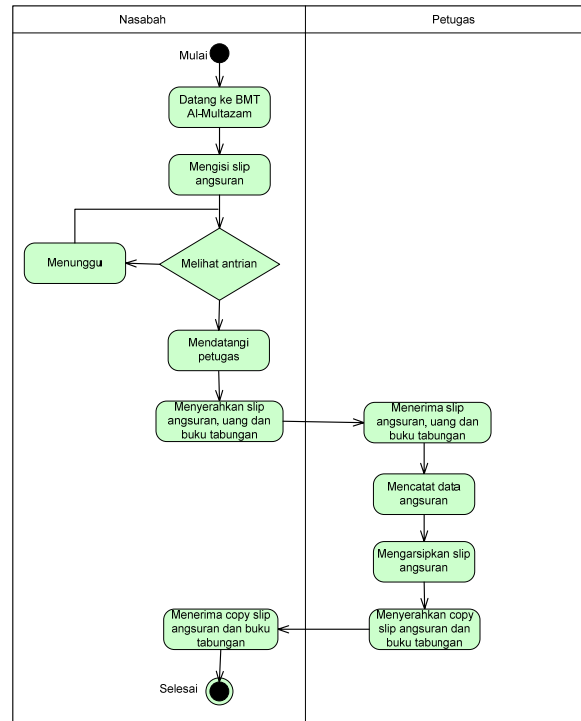 Nasabah
Petugas
Mulai
Datang ke BMT
Al-Multazam
Mengisi slip
angsuran
Menunggu
Melihat antrian
Mendatangi
petugas
Menyerahkan slip
angsuran, uang dan
buku tabungan
Menerima slip
angsuran, uang dan
buku tabungan
Mencatat data
angsuran
Mengarsipkan slip
angsuran
Menyerahkan copy
slip angsuran dan
buku tabungan
Menerima copy slip
angsuran dan buku
tabungan
Selesai